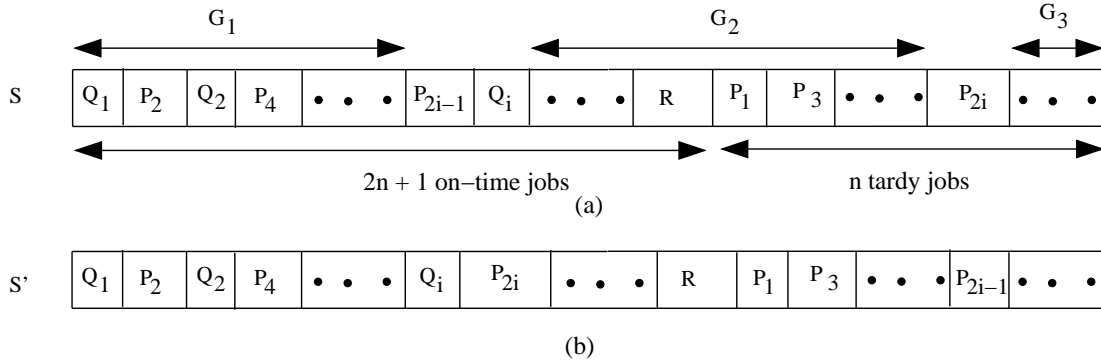 G1 G2 G3
S Q1 P2 Q2 P4 • • • P2i−1 Qi • • • R P1 P3 • • • P2i • • •
2n + 1 on−time jobs n tardy jobs
(a)
S’ Q1 P2 Q2 P4 • • • Qi P2i • • • R P1 P3 • • • P2i−1 • • •
(b)